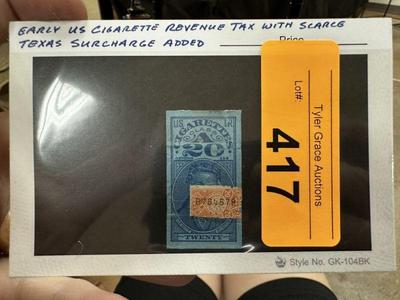 EARLY US CIGARETTE REVENUE TAX WITH SCARCE
TEXAS SURCHARGE ADDED
Price
Tyler Grace Auctions
Lot#:
417
US I R
CIGARETTES
CLASS
A
20
TWENTY
Style No. GK-104BK